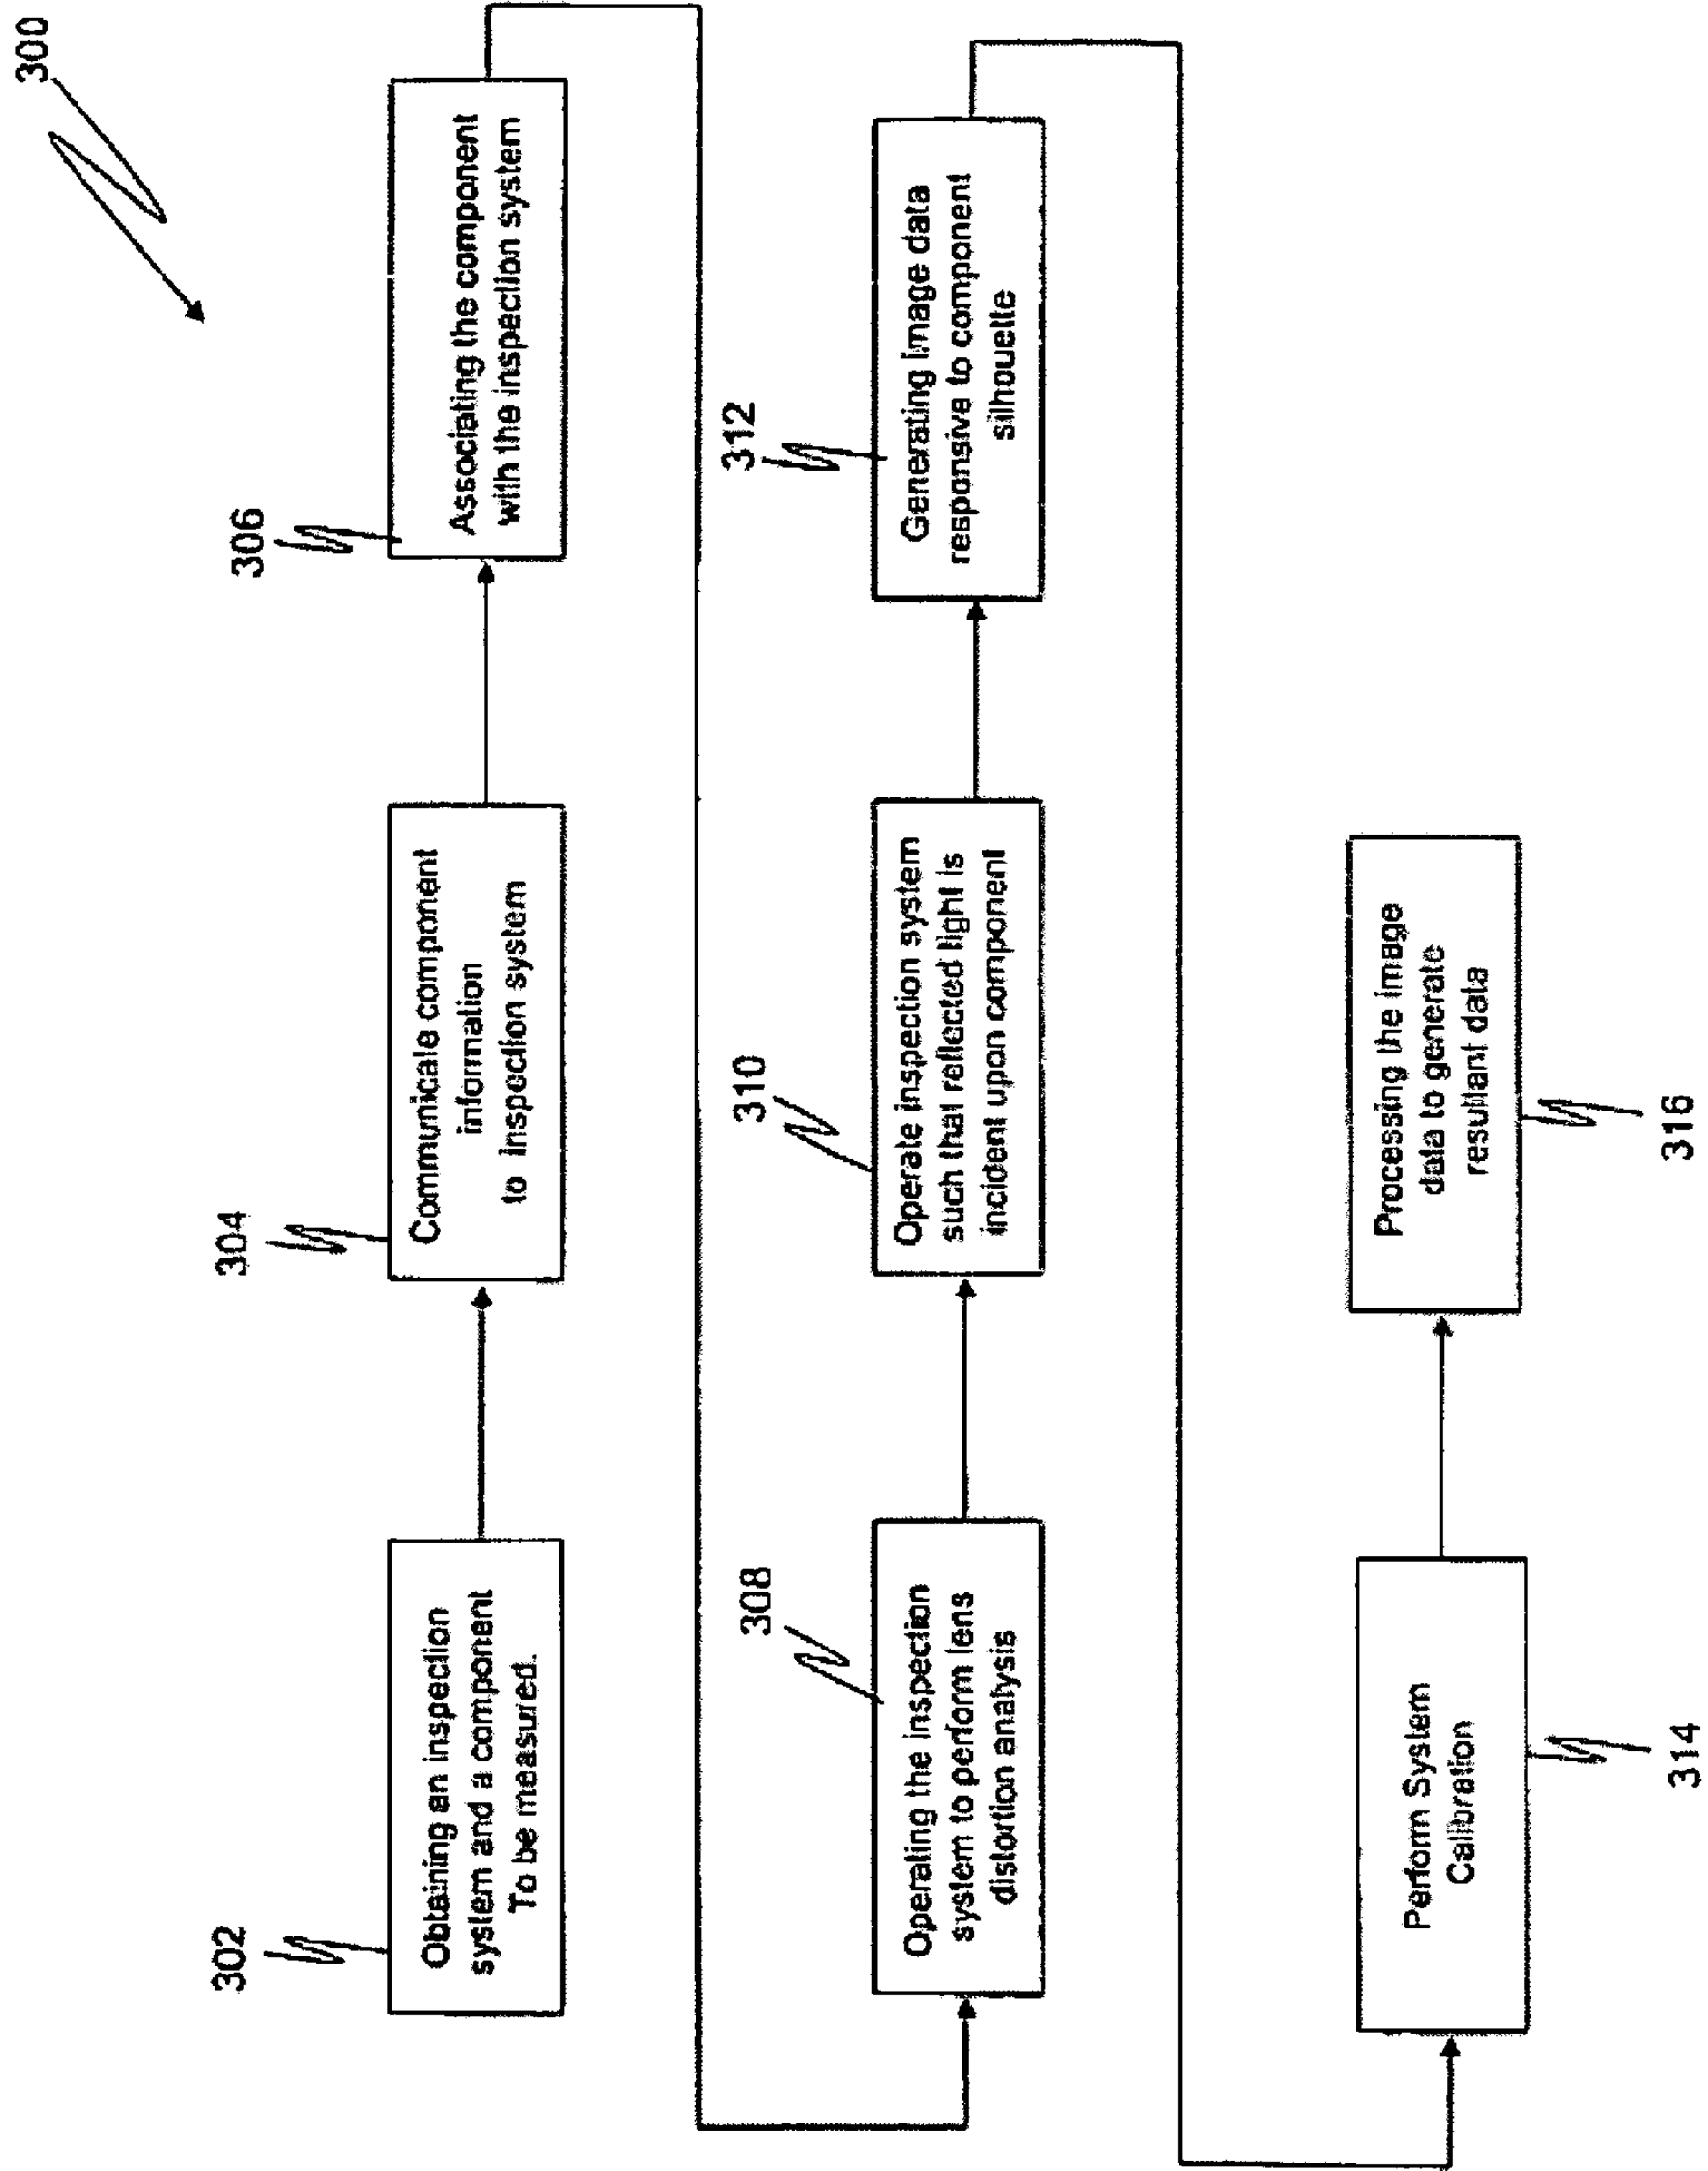 300
302
Obtaining an inspection
system and a component
To be measured.
304
Communicate component
information
to inspection system
306
Associating the component
with the inspection system
308
Operating the inspection
system to perform lens
distortion analysis
310
Operate inspection system
such that reflected light is
incident upon component
312
Generating image data
responsive to component
silhouette
314
Perform System
Calibration
316
Processing the image
data to generate
resultant data